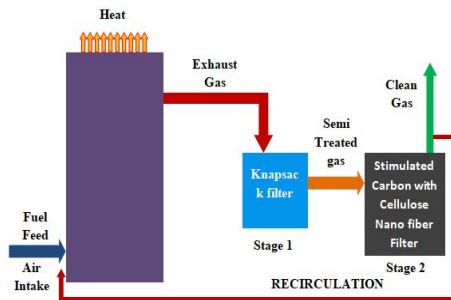 Heat
Exhaust
Gas
Clean
Gas
Semi
Treated
gas
Knapsac
k filter
Stimulated
Carbon with
Cellulose
Nano fiber
Filter
Stage 1
Stage 2
Fuel
Feed
Air
Intake
RECIRCULATION